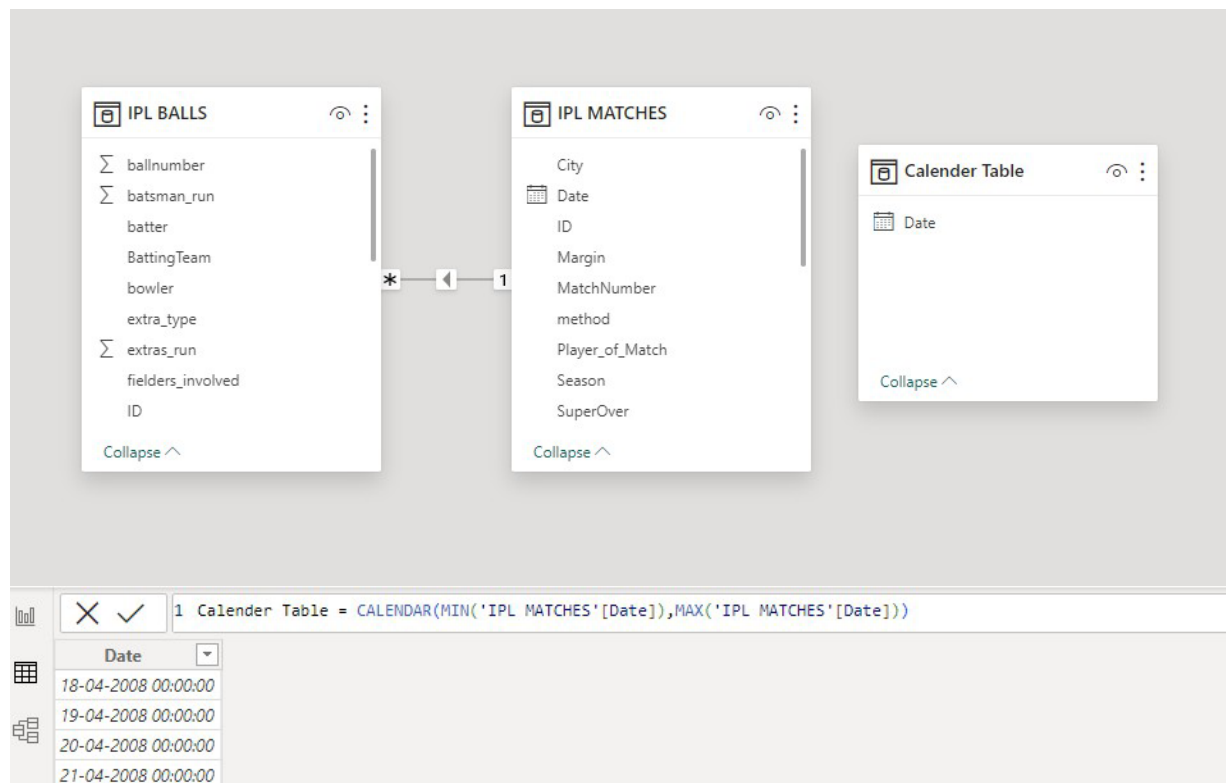 IPL BALLS
ballnumber
batsman_run
batter
BattingTeam
bowler
extra_type
extras_run
fielders_involved
ID
Collapse
* 1
IPL MATCHES
City
Date
ID
Margin
MatchNumber
method
Player_of_Match
Season
SuperOver
Collapse
Calender Table
Date
Collapse
1 Calender Table = CALENDAR(MIN('IPL MATCHES'[Date]),MAX('IPL MATCHES'[Date]))
Date
18-04-2008 00:00:00
19-04-2008 00:00:00
20-04-2008 00:00:00
21-04-2008 00:00:00